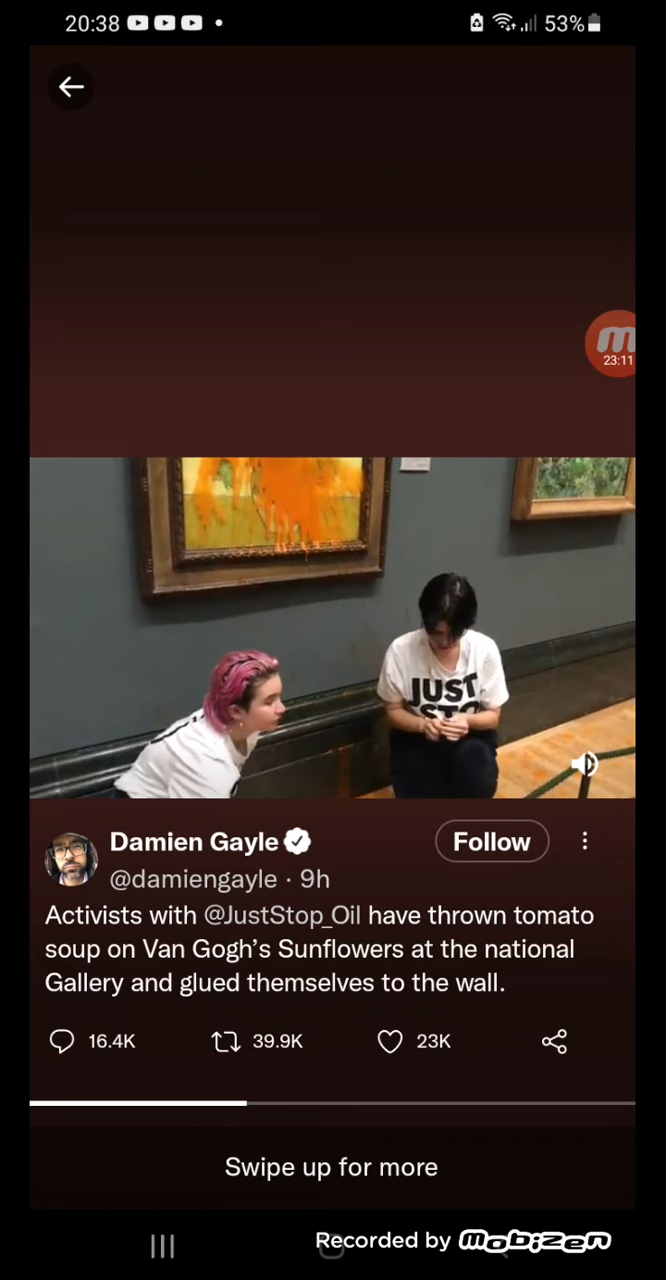 20:38
53%
23:11
JUST
STO
Damien Gayle
Follow
@damiengayle · 9h
Activists with @JustStop_Oil have thrown tomato
soup on Van Gogh’s Sunflowers at the national
Gallery and glued themselves to the wall.
16.4K
39.9K
23K
Swipe up for more
Recorded by Mobizen